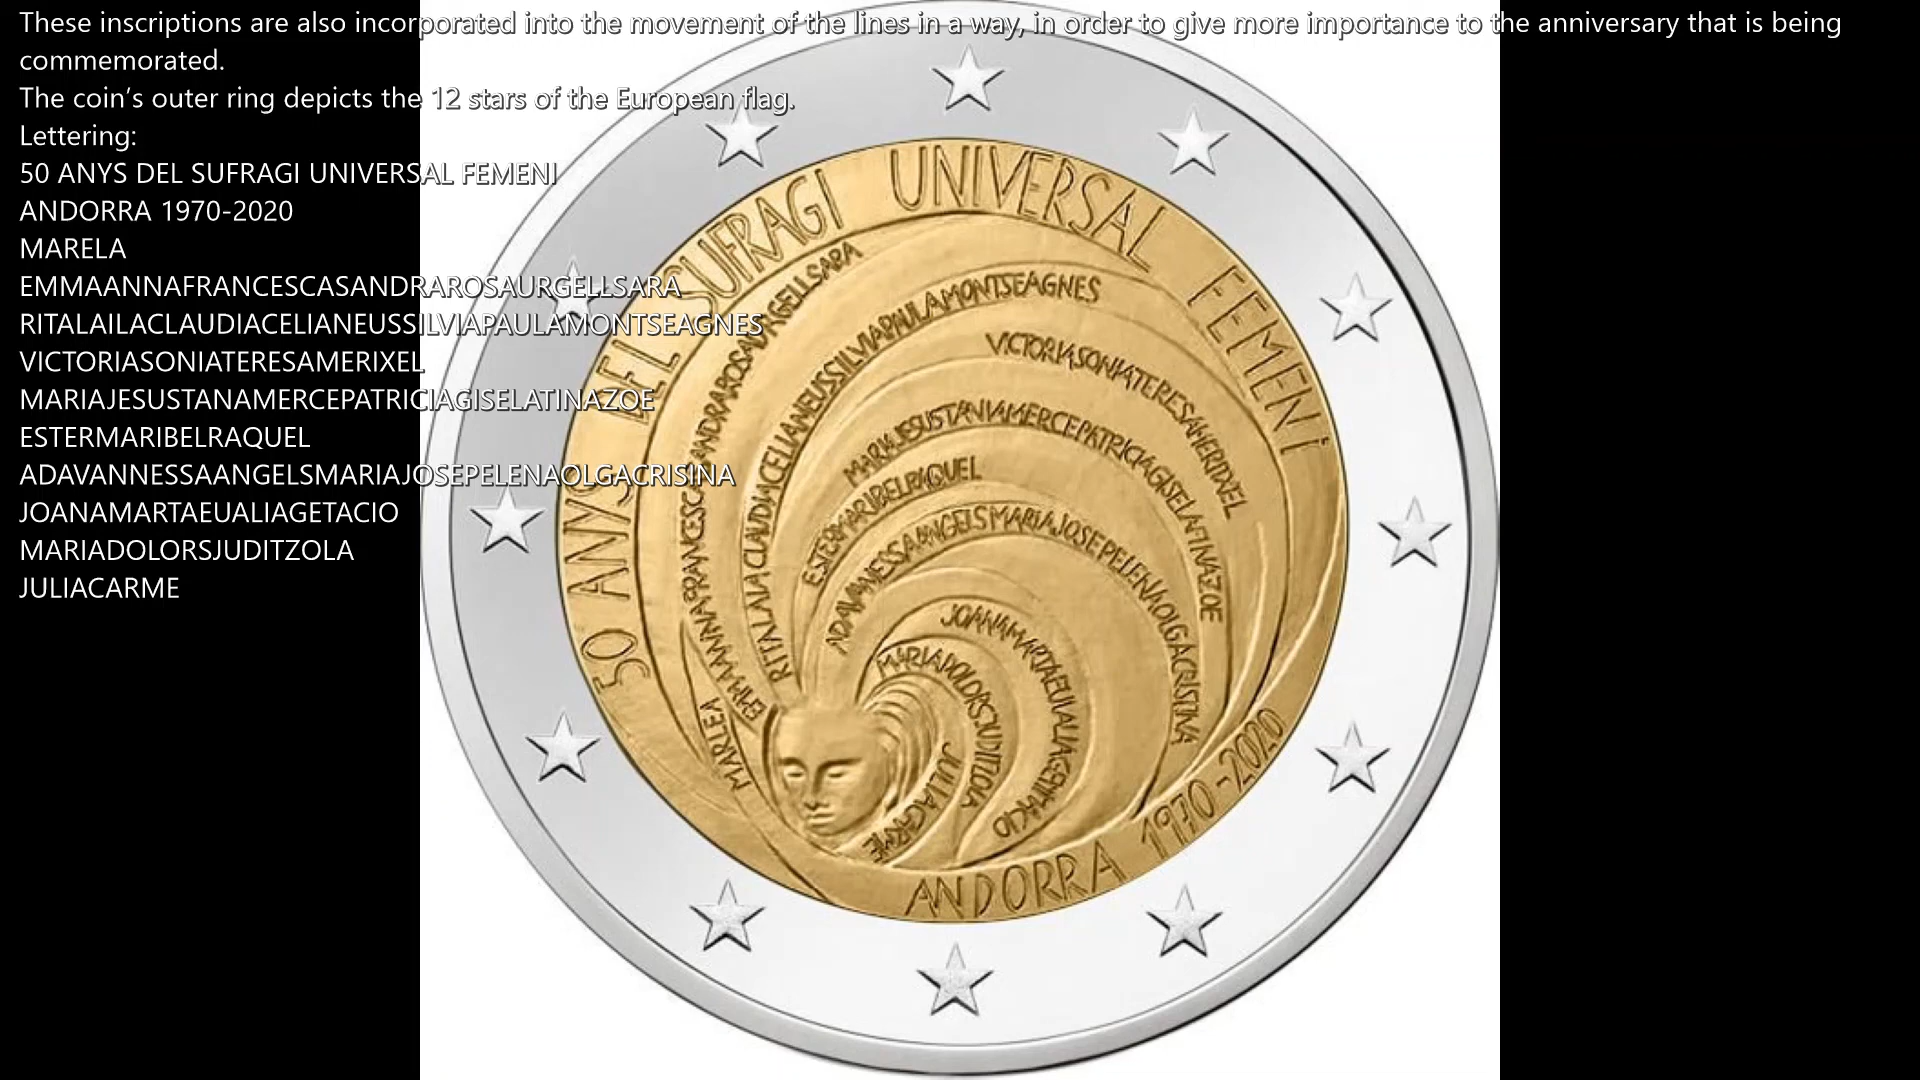 These inscriptions are also incorporated into the movement of the lines in a way, in order to give more importance to the anniversary that is being
commemorated.
The coin’s outer ring depicts the 12 stars of the European flag.
Lettering:
50 ANYS DEL SUFRAGI UNIVERSAL FEMENI
ANDORRA 1970-2020
MARELA
EMMAANNAFRANCESCASANDRAROSAURGELLSARA
RITALAILACLAUDIACELIANEUSSILVIAPAULAMONTSEAGNES
VICTORIASONIATERESAMERIXEL
MARIAJESUSTANAMERCEPATRICIAGISELATINAZOE
ESTERMARIBELRAQUEL
ADAVANNESSAANGELSMARIAJOSEPELENAOLGACRISINA
JOANAMARTAEUALIAGETACIO
MARIADOLORSJUDITZOLA
JULIACARME
50 ANYS DEL SUFRAGI UNIVERSAL FEMENÍ
RITALAILACLAUDIACELIANEUSSILVIAPAULAMONTSEAGNES
JULIACARME
ANDORRA 1970-2020